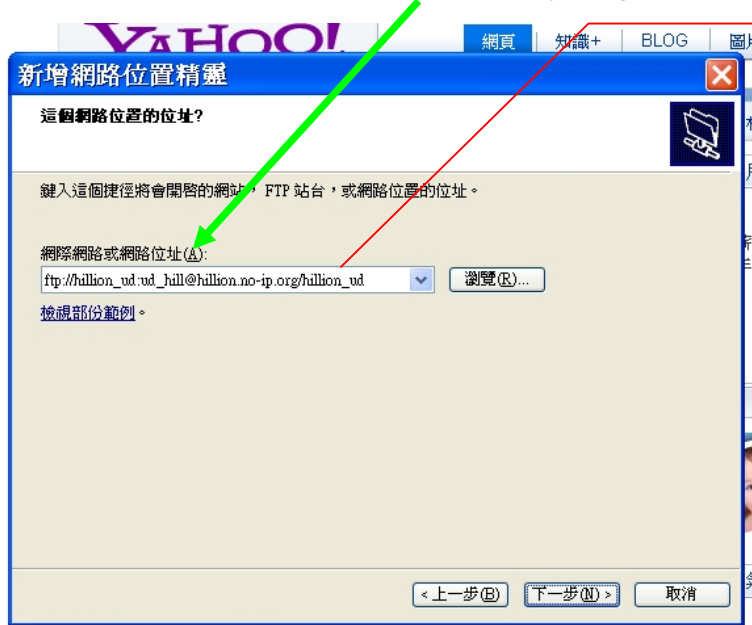 YAHOO!
網頁 知識+ BLOG 圖
新增網路位置精靈
這個網路位置的位址?
鍵入這個捷徑將會開啓的網站, FTP 站台,或網路位置的位址。
網際網路或網路位址(A):
ftp://hillion_ud:ud_hill@hillion.no-ip.org/hillion_ud
瀏覽(R)...
檢視部份範例。
<上一步(B) 下一步(N)> 取消